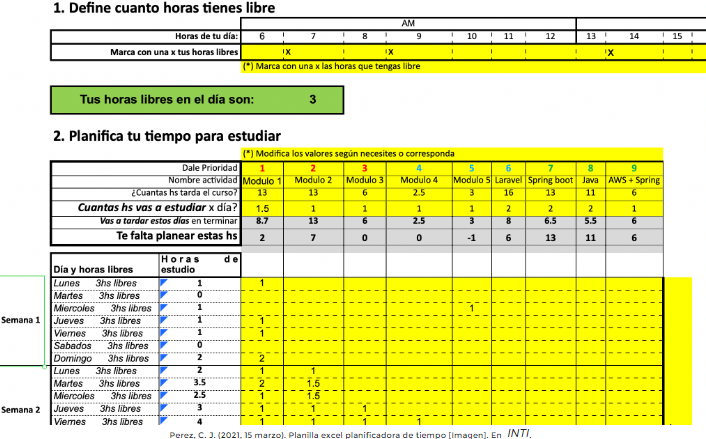 1. Define cuanto horas tienes libre
AM
Horas de tu día: 6 7 8 9 10 11 12 13 14 15
Marca con una x tus horas libres x x x
(*) Marca con una x las horas que tengas libre
Tus horas libres en el día son: 3
2. Planifica tu tiempo para estudiar
(*) Modifica los valores según necesites o corresponda
Dale Prioridad 1 2 3 4 5 6 7 8 9
Nombre actividad Modulo 1 Modulo 2 Modulo 3 Modulo 4 Modulo 5 Laravel Spring boot Java AWS + Spring
¿Cuantas hs tarda el curso? 13 13 6 2.5 3 16 13 11 6
Cuantas hs vas a estudiar x día? 1.5 1 1 1 1 2 2 2 1
Vas a tardar estos días en terminar 8.7 13 6 2.5 3 8 6.5 5.5 6
Te falta planear estas hs 2 7 0 0 -1 6 13 11 6
Día y horas libres Horas de estudio
Semana 1
Lunes 3hs libres 1 1
Martes 3hs libres 0
Miercoles 3hs libres 1 1
Jueves 3hs libres 1 1
Viernes 3hs libres 1 1
Sabados 3hs libres 0
Domingo 3hs libres 2 2
Semana 2
Lunes 3hs libres 2 1 1
Martes 3hs libres 3.5 2 1.5
Miercoles 3hs libres 2.5 1 1.5
Jueves 3hs libres 3 1 1 1
Viernes 3hs libres 4 1 1 1 1
Perez, C. J. (2021, 15 marzo). Planilla excel planificadora de tiempo [Imagen]. En INTI.